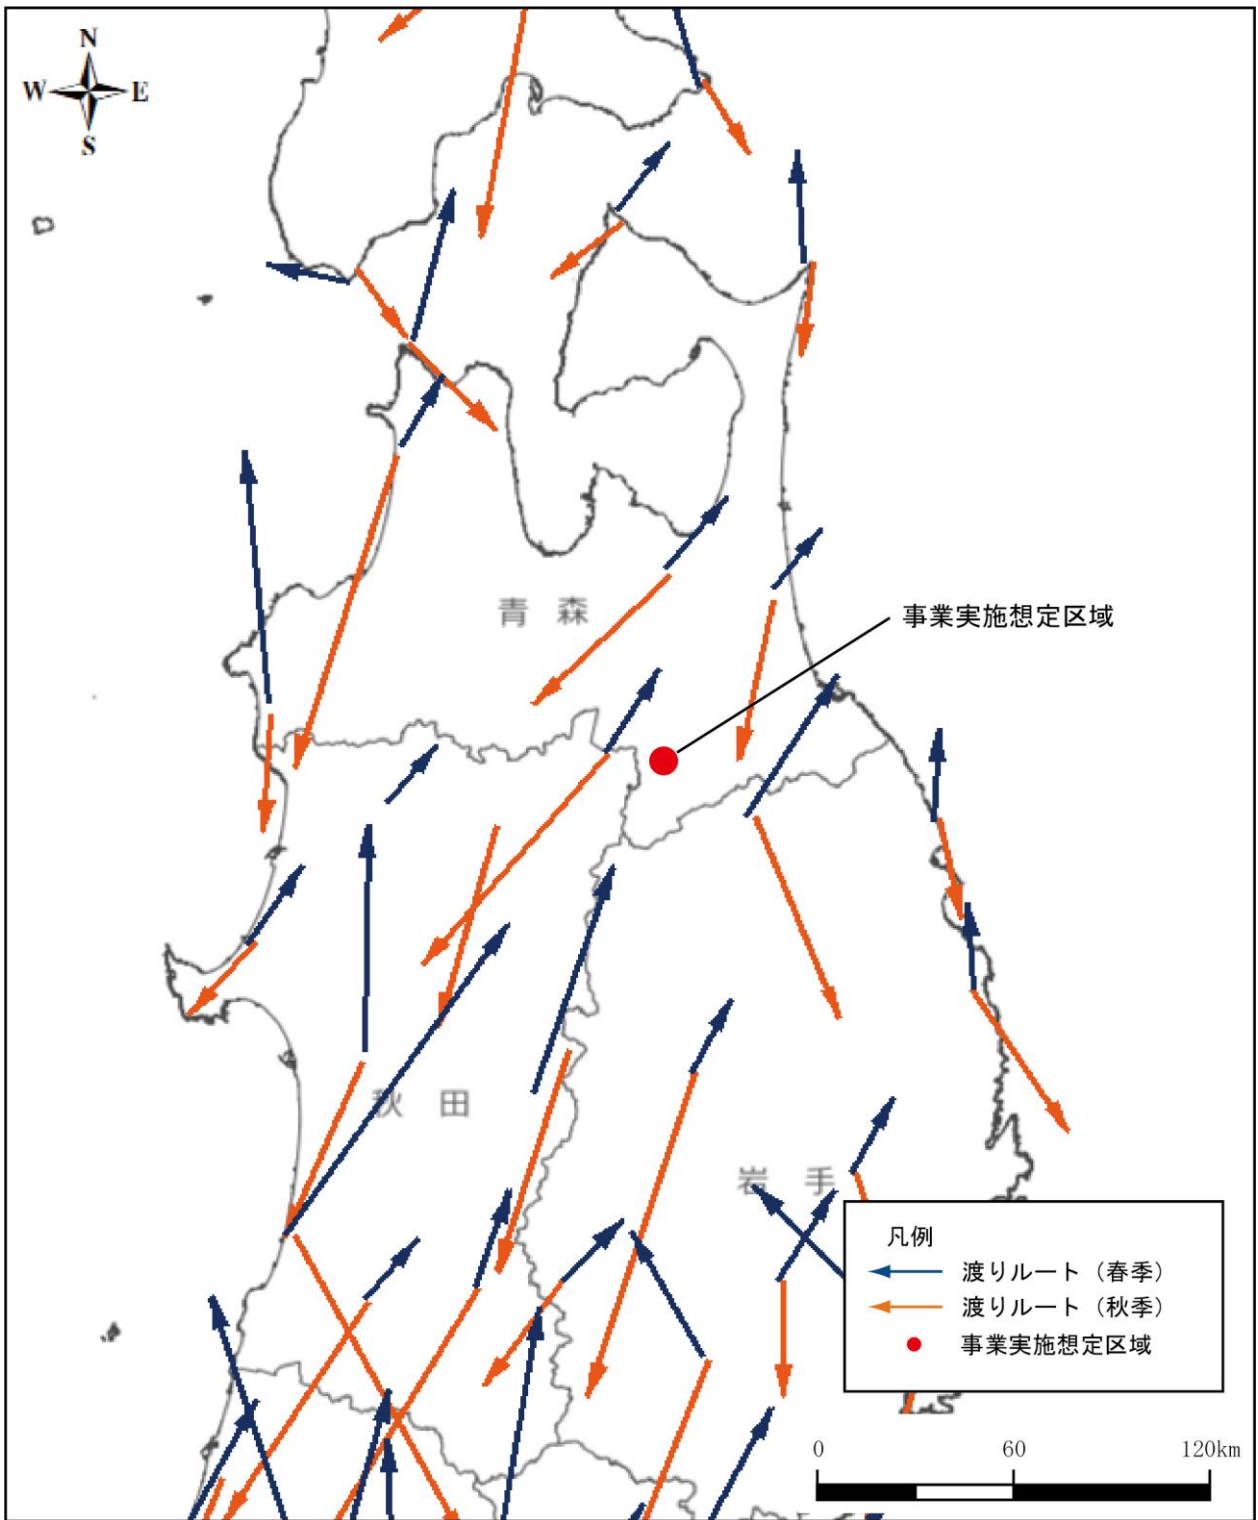 N
W E
S
青 森
事業実施想定区域
秋 田
岩 手
凡例
渡りルート（春季）
渡りルート（秋季）
事業実施想定区域
0 60 120km